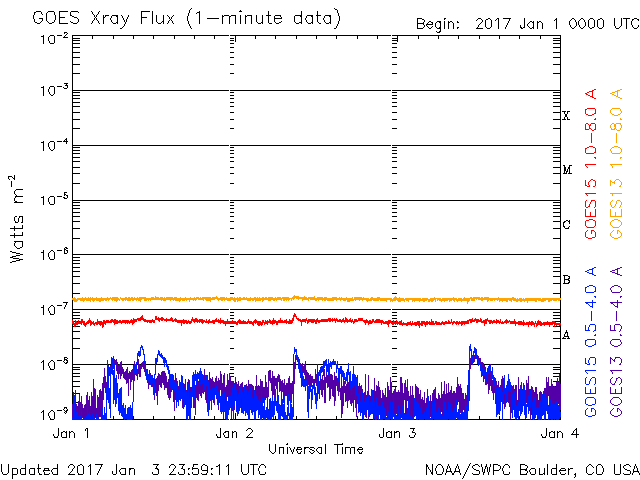 GOES Xray Flux (1-minute data)
Begin: 2017 Jan 1 0000 UTC
10⁻²
10⁻³
10⁻⁴
10⁻⁵
10⁻⁶
10⁻⁷
10⁻⁸
10⁻⁹
Watts m⁻²
X
M
C
B
A
GOES15 1.0-8.0 A
GOES13 1.0-8.0 A
GOES15 0.5-4.0 A
GOES13 0.5-4.0 A
Jan 1 Jan 2 Jan 3 Jan 4
Universal Time
Updated 2017 Jan 3 23:59:11 UTC
NOAA/SWPC Boulder, CO USA